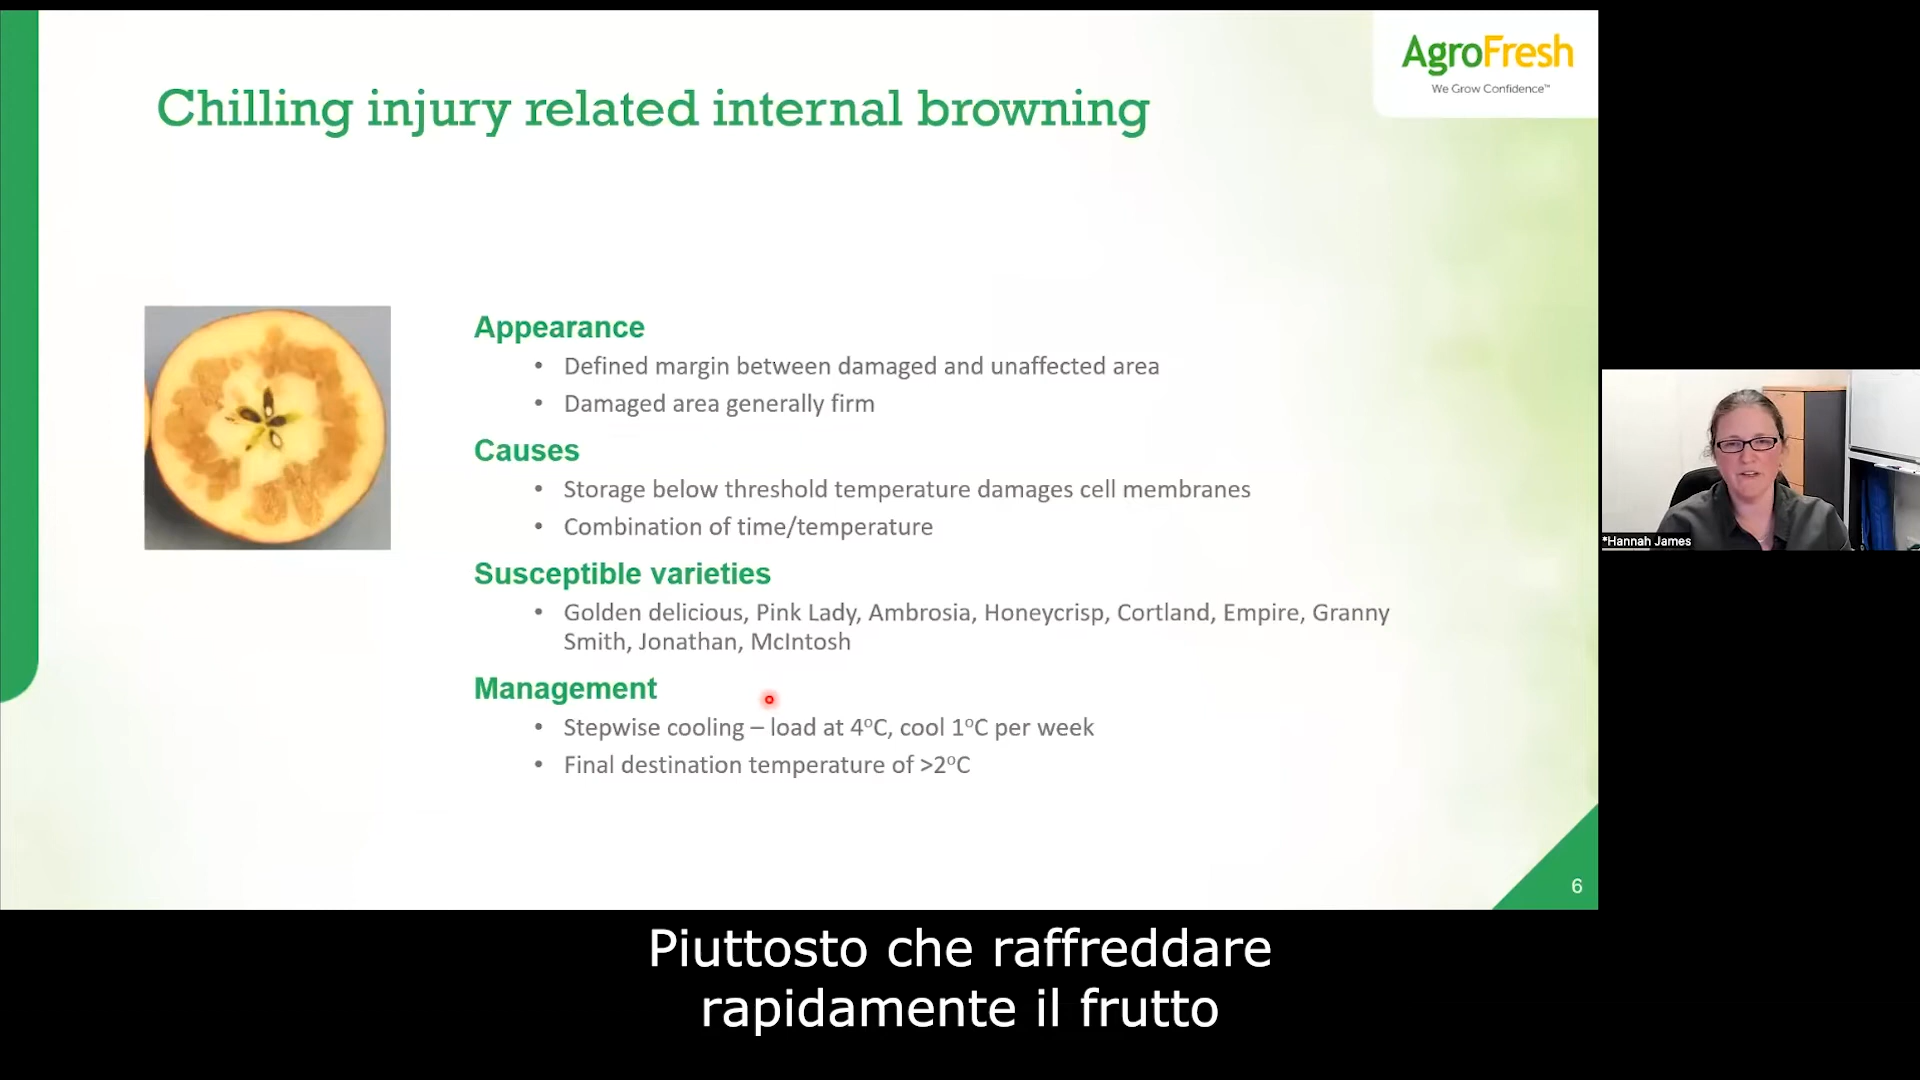 AgroFresh
We Grow Confidence™
Chilling injury related internal browning
Appearance
• Defined margin between damaged and unaffected area
• Damaged area generally firm
Causes
• Storage below threshold temperature damages cell membranes
• Combination of time/temperature
Susceptible varieties
• Golden delicious, Pink Lady, Ambrosia, Honeycrisp, Cortland, Empire, Granny
Smith, Jonathan, McIntosh
Management
• Stepwise cooling – load at 4°C, cool 1°C per week
• Final destination temperature of >2°C
6
*Hannah James
Piuttosto che raffreddare
rapidamente il frutto